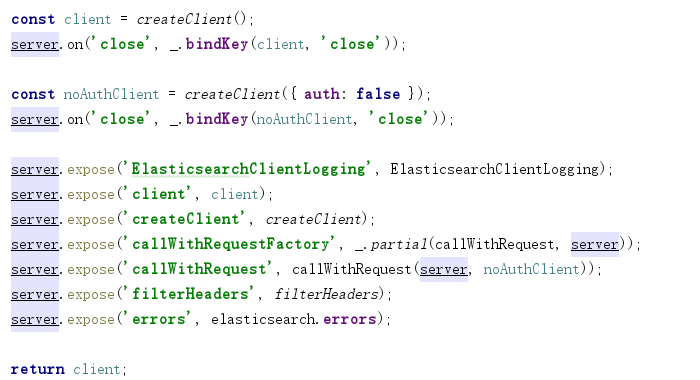 const client = createClient();
server.on('close', _.bindKey(client, 'close'));
const noAuthClient = createClient({ auth: false });
server.on('close', _.bindKey(noAuthClient, 'close'));
server.expose('ElasticsearchClientLogging', ElasticsearchClientLogging);
server.expose('client', client);
server.expose('createClient', createClient);
server.expose('callWithRequestFactory', _.partial(callWithRequest, server));
server.expose('callWithRequest', callWithRequest(server, noAuthClient));
server.expose('filterHeaders', filterHeaders);
server.expose('errors', elasticsearch.errors);
return client;